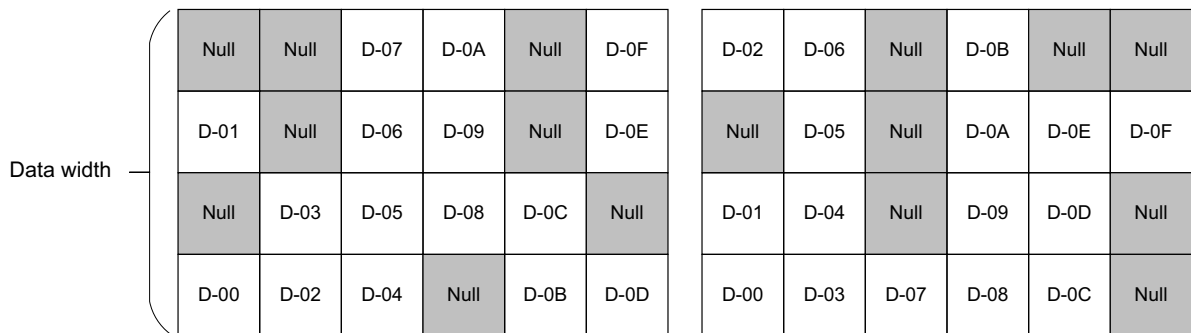 Null Null D-07 D-0A Null D-0F D-02 D-06 Null D-0B Null Null
D-01 Null D-06 D-09 Null D-0E Null D-05 Null D-0A D-0E D-0F
Data width
Null D-03 D-05 D-08 D-0C Null D-01 D-04 Null D-09 D-0D Null
D-00 D-02 D-04 Null D-0B D-0D D-00 D-03 D-07 D-08 D-0C Null